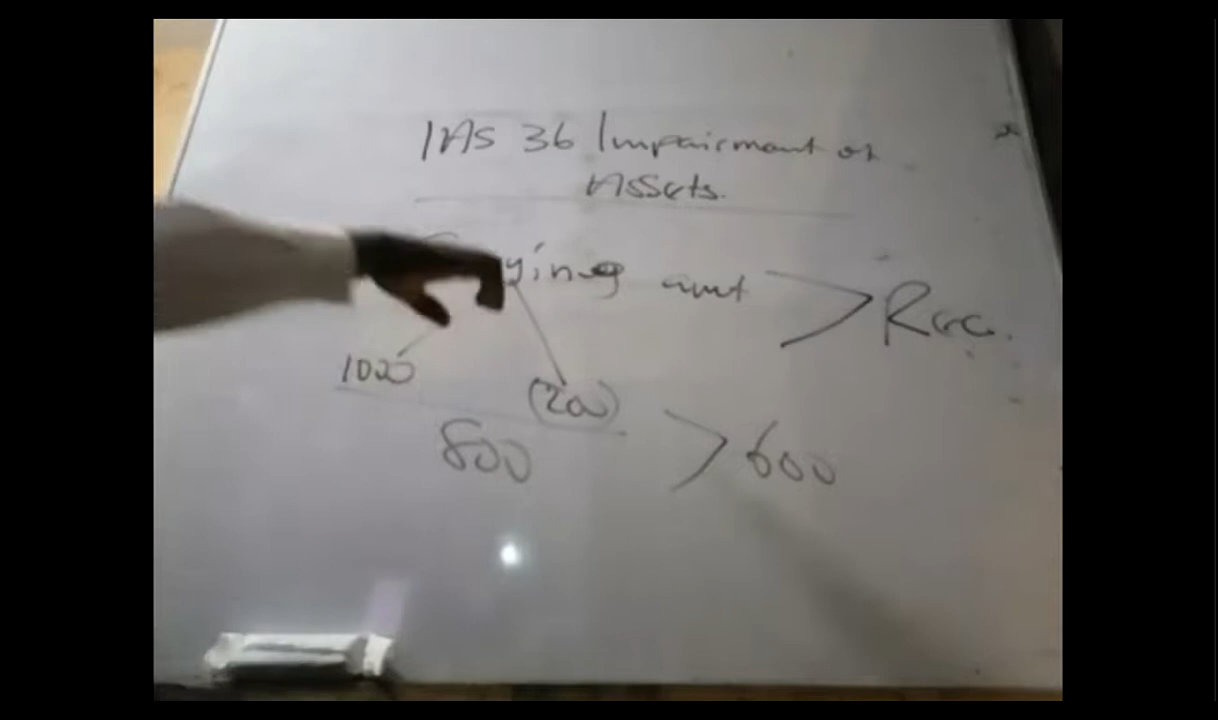 IAS 36 Impairment of
Assets.
ying amt > Rec.
1000 (200)
800 > 600